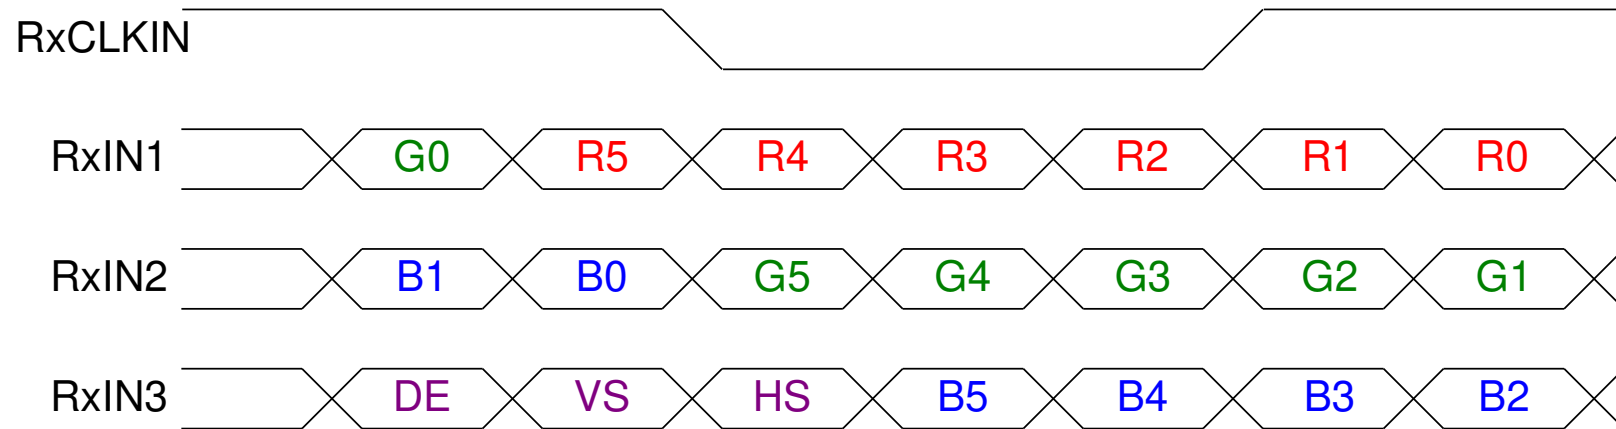 RxCLKIN
RxIN1 G0 R5 R4 R3 R2 R1 R0
RxIN2 B1 B0 G5 G4 G3 G2 G1
RxIN3 DE VS HS B5 B4 B3 B2